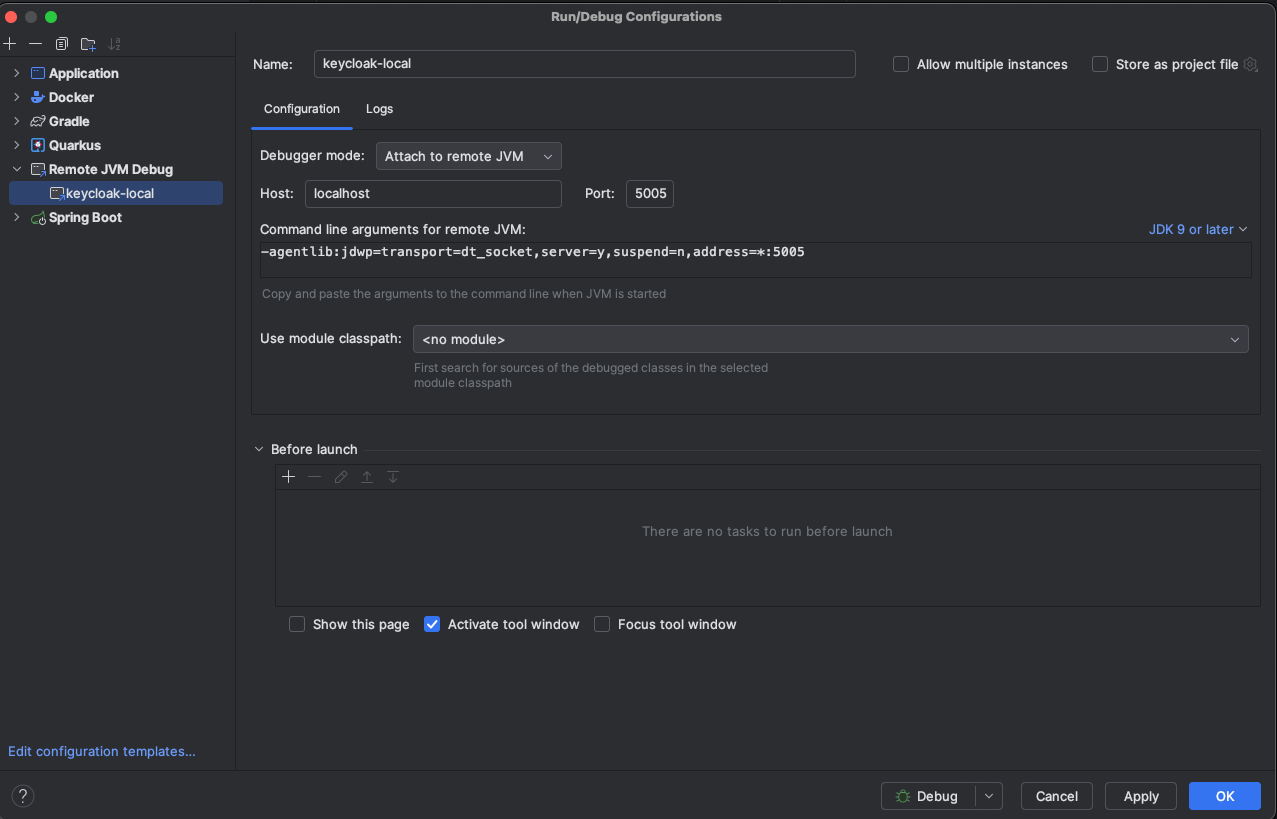 Run/Debug Configurations
Application
Docker
Gradle
Quarkus
Remote JVM Debug
keycloak-local
Spring Boot
Edit configuration templates...
Name: keycloak-local Allow multiple instances Store as project file
Configuration Logs
Debugger mode: Attach to remote JVM
Host: localhost Port: 5005
Command line arguments for remote JVM: JDK 9 or later
-agentlib:jdwp=transport=dt_socket,server=y,suspend=n,address=*:5005
Copy and paste the arguments to the command line when JVM is started
Use module classpath: <no module>
First search for sources of the debugged classes in the selected
module classpath
Before launch
There are no tasks to run before launch
Show this page Activate tool window Focus tool window
? Debug Cancel Apply OK